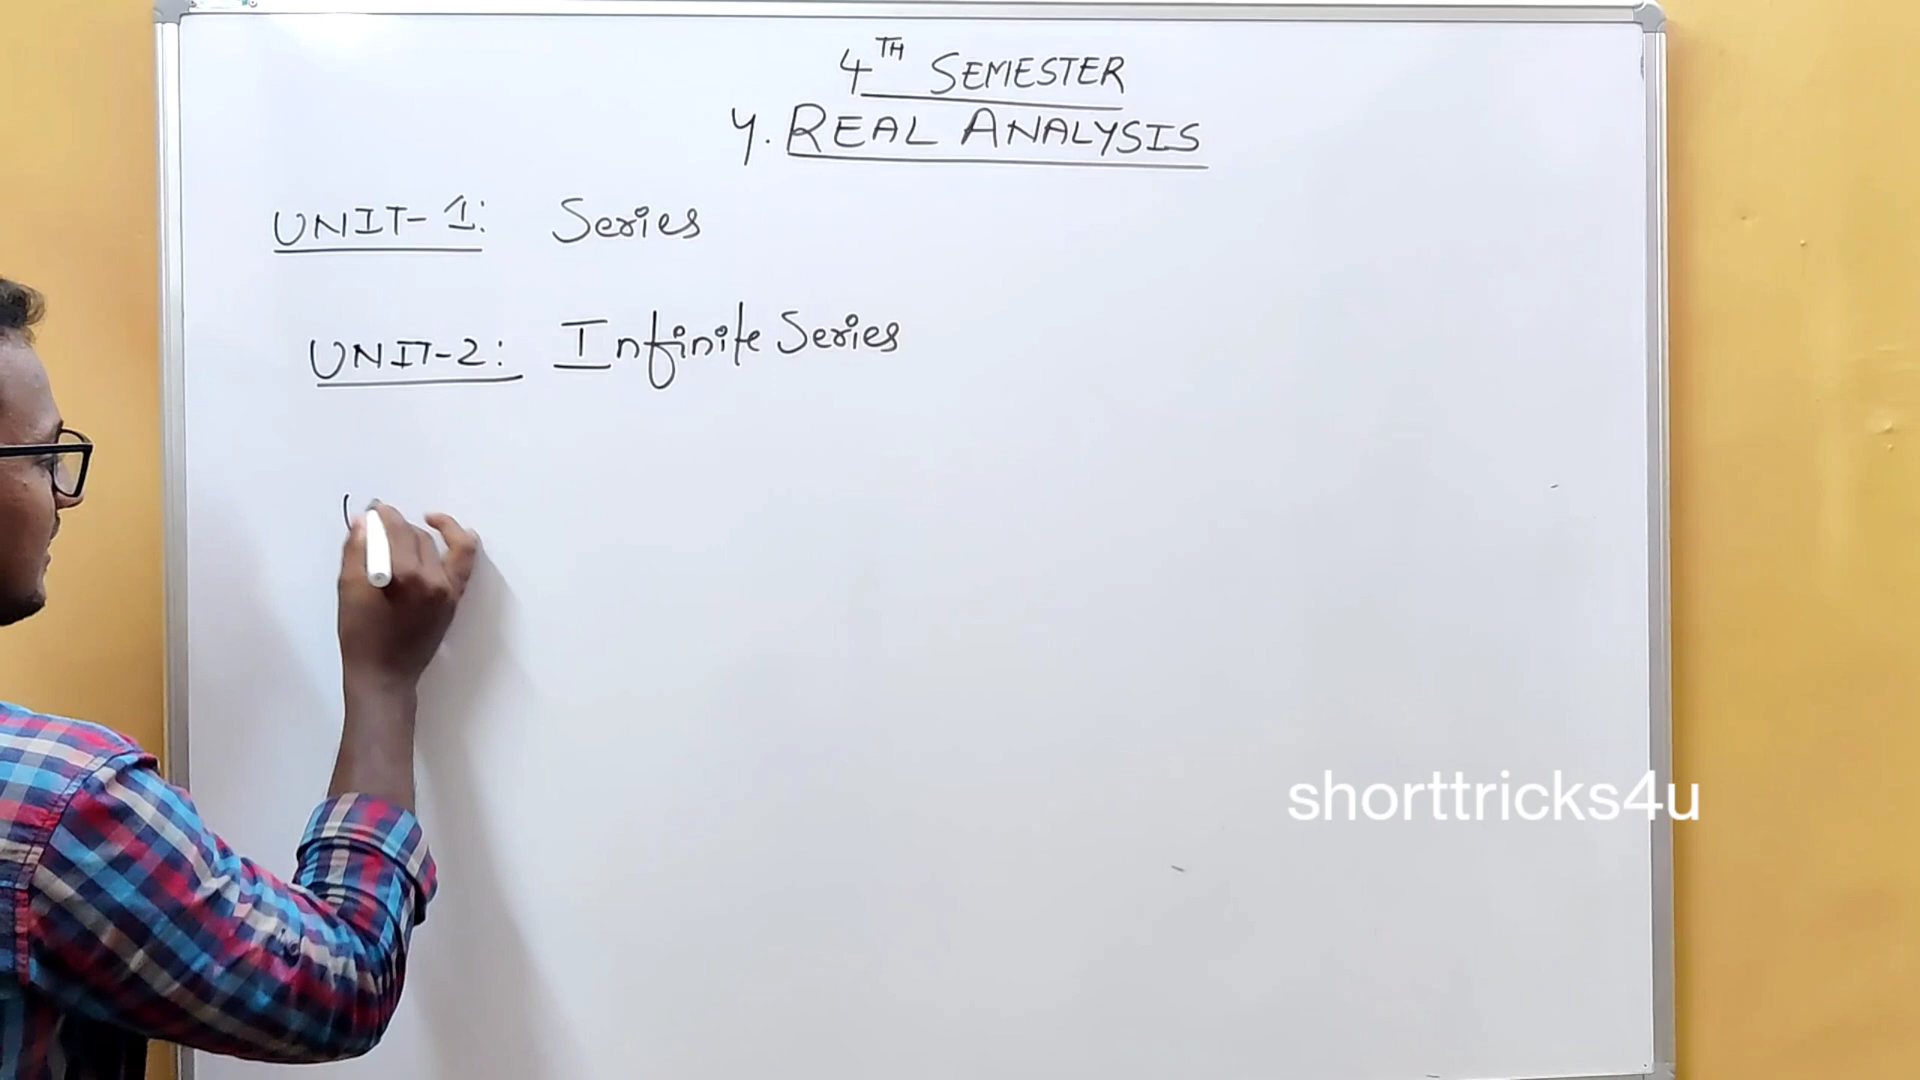 4TH SEMESTER
4. REAL ANALYSIS
UNIT-1: Series
UNIT-2: Infinite Series
U
shorttricks4u